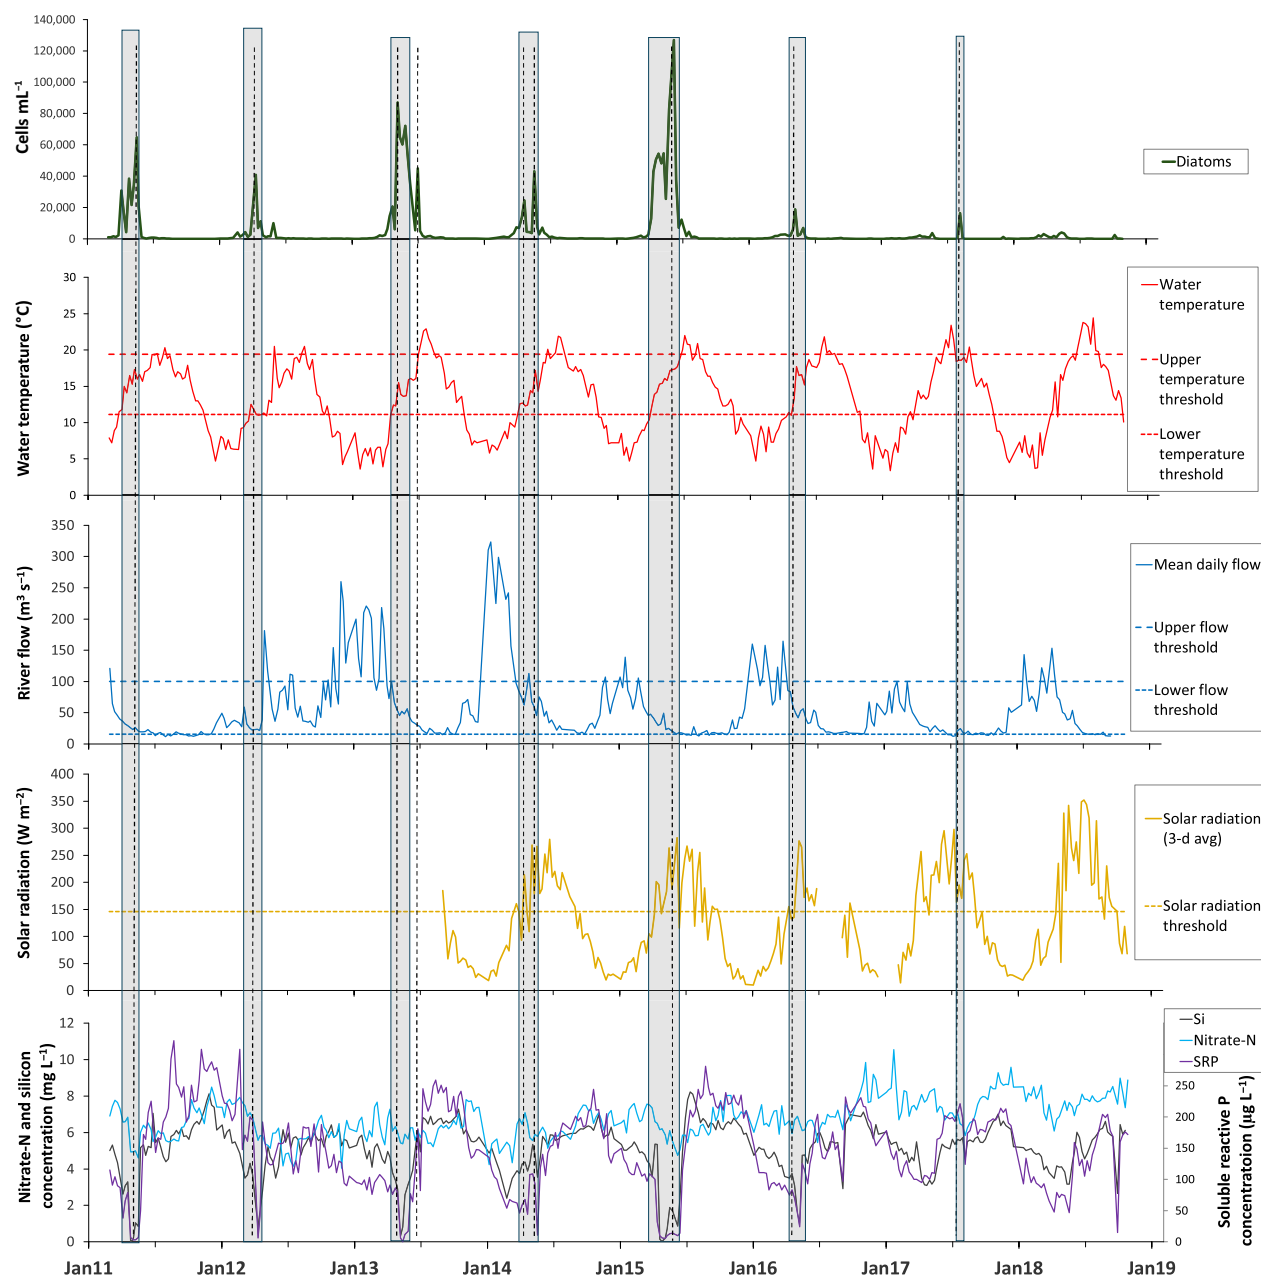 140,000
120,000
100,000
80,000
60,000
40,000
20,000
0
Cells mL⁻¹
Diatoms
30
25
20
15
10
5
0
Water temperature (°C)
Water
temperature
Upper
temperature
threshold
Lower
temperature
threshold
350
300
250
200
150
100
50
0
River flow (m³ s⁻¹)
Mean daily flow
Upper flow
threshold
Lower flow
threshold
400
350
300
250
200
150
100
50
0
Solar radiation (W m⁻²)
Solar radiation
(3-d avg)
Solar radiation
threshold
12
10
8
6
4
2
0
Nitrate-N and silicon
concentration (mg L⁻¹)
Si
Nitrate-N
SRP
250
200
150
100
50
0
Soluble reactive P
concentratoion (µg L⁻¹)
Jan11 Jan12 Jan13 Jan14 Jan15 Jan16 Jan17 Jan18 Jan19